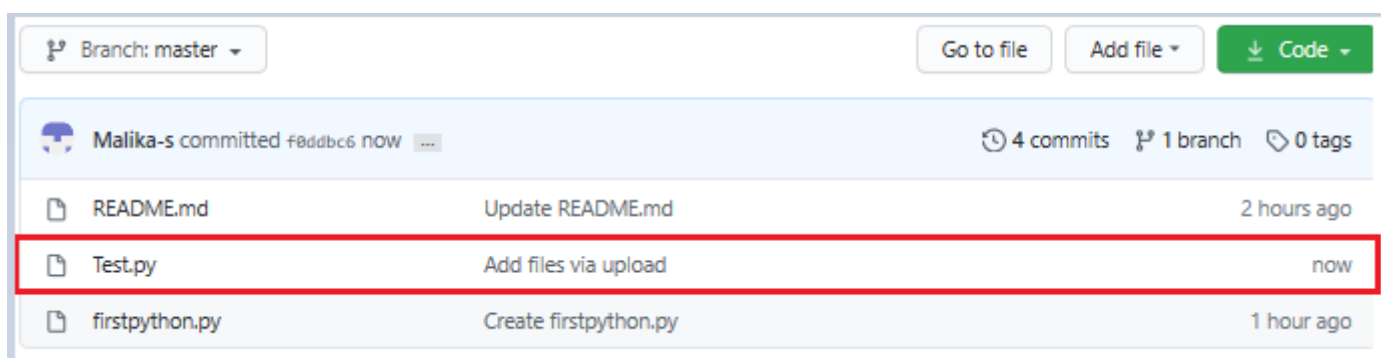 Branch: master Go to file Add file Code
Malika-s committed f0ddbc6 now ... 4 commits 1 branch 0 tags
README.md Update README.md 2 hours ago
Test.py Add files via upload now
firstpython.py Create firstpython.py 1 hour ago